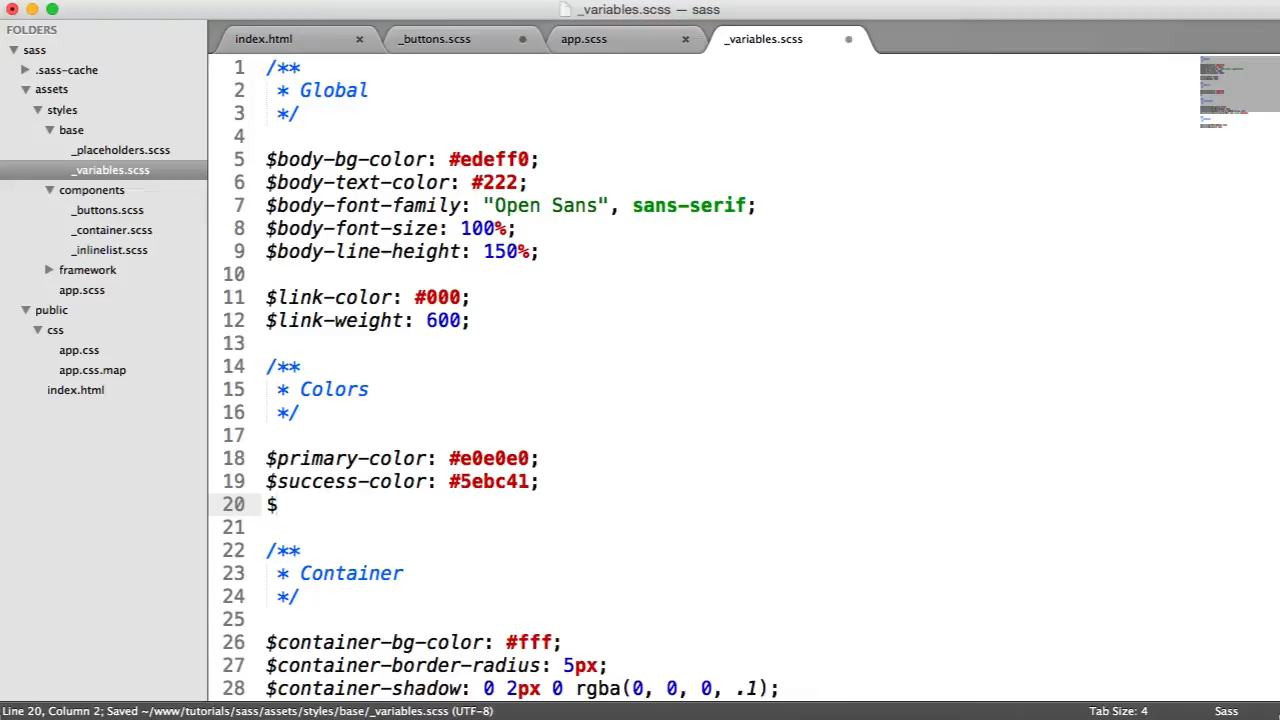 _variables.scss — sass
FOLDERS
sass
.sass-cache
assets
styles
base
_placeholders.scss
_variables.scss
components
_buttons.scss
_container.scss
_inlinelist.scss
framework
app.scss
public
css
app.css
app.css.map
index.html
index.html × _buttons.scss app.scss × _variables.scss
1 /**
2 * Global
3 */
4
5 $body-bg-color: #edeff0;
6 $body-text-color: #222;
7 $body-font-family: "Open Sans", sans-serif;
8 $body-font-size: 100%;
9 $body-line-height: 150%;
10
11 $link-color: #000;
12 $link-weight: 600;
13
14 /**
15 * Colors
16 */
17
18 $primary-color: #e0e0e0;
19 $success-color: #5ebc41;
20 $
21
22 /**
23 * Container
24 */
25
26 $container-bg-color: #fff;
27 $container-border-radius: 5px;
28 $container-shadow: 0 2px 0 rgba(0, 0, 0, .1);
Line 20, Column 2; Saved ~/www/tutorials/sass/assets/styles/base/_variables.scss (UTF-8) Tab Size: 4 Sass